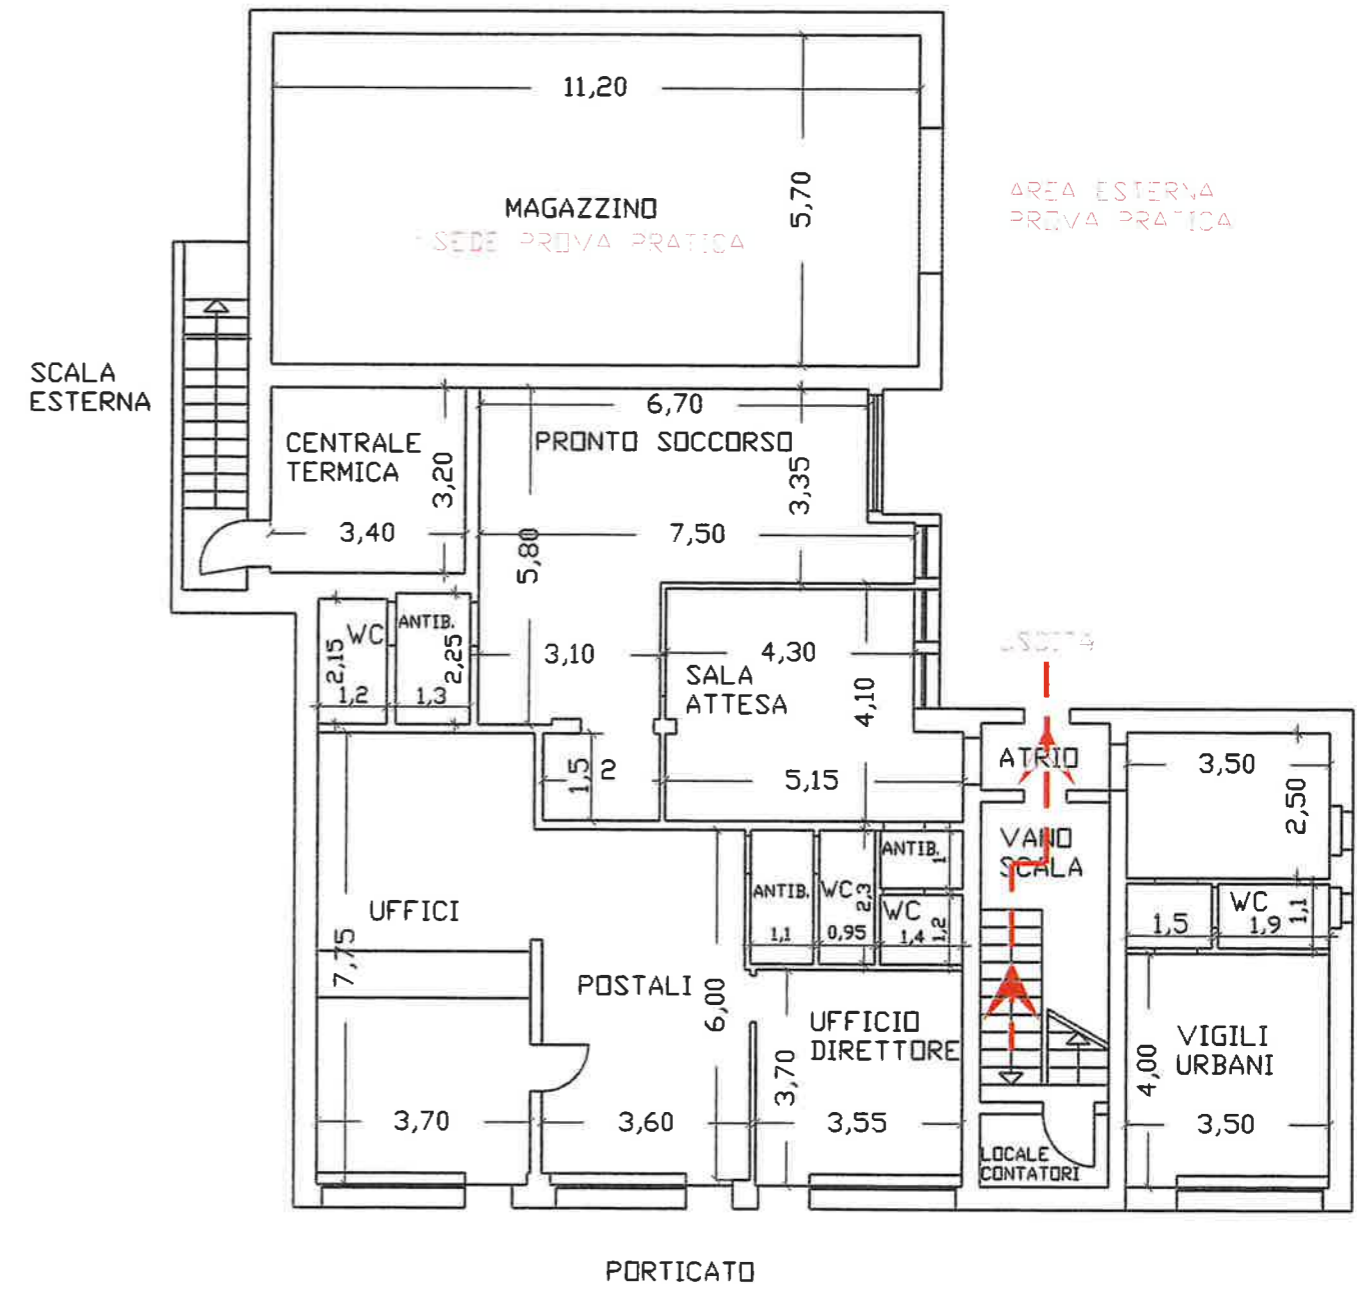 11,20
5,70
MAGAZZINO
SEDE PROVA PRATICA
AREA ESTERNA
PROVA PRATICA
SCALA
ESTERNA
CENTRALE
TERMICA
3,20
3,40
6,70
PRONTO SOCCORSO
3,35
5,80
7,50
WC
2,15
1,2
ANTIB.
2,25
1,3
3,10
4,30
SALA
ATTESA
4,10
5,15
1,5
2
USCITA
ATRIO
VANO
SCALA
3,50
2,50
1,5
WC
1,9
1,1
UFFICI
7,75
POSTALI
6,00
ANTIB.
1,1
WC
2,3
0,95
ANTIB.
1
WC
1,4
1,2
UFFICIO
DIRETTORE
3,70
3,55
3,70
3,60
LOCALE
CONTATORI
VIGILI
URBANI
4,00
3,50
PORTICATO